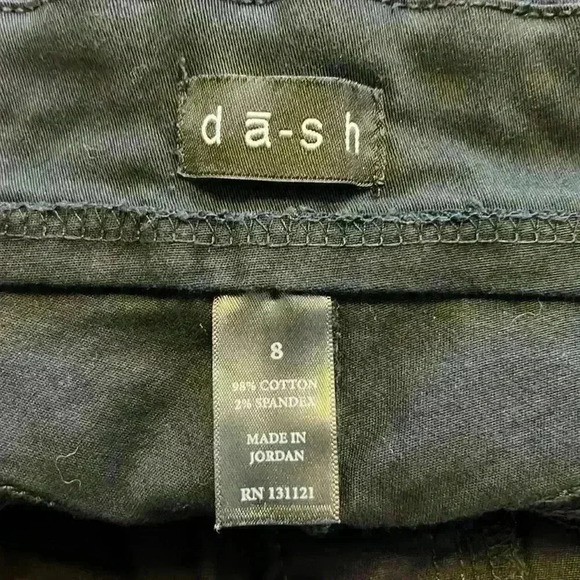 dā-sh
8
98% COTTON
2% SPANDEX
MADE IN
JORDAN
RN 131121